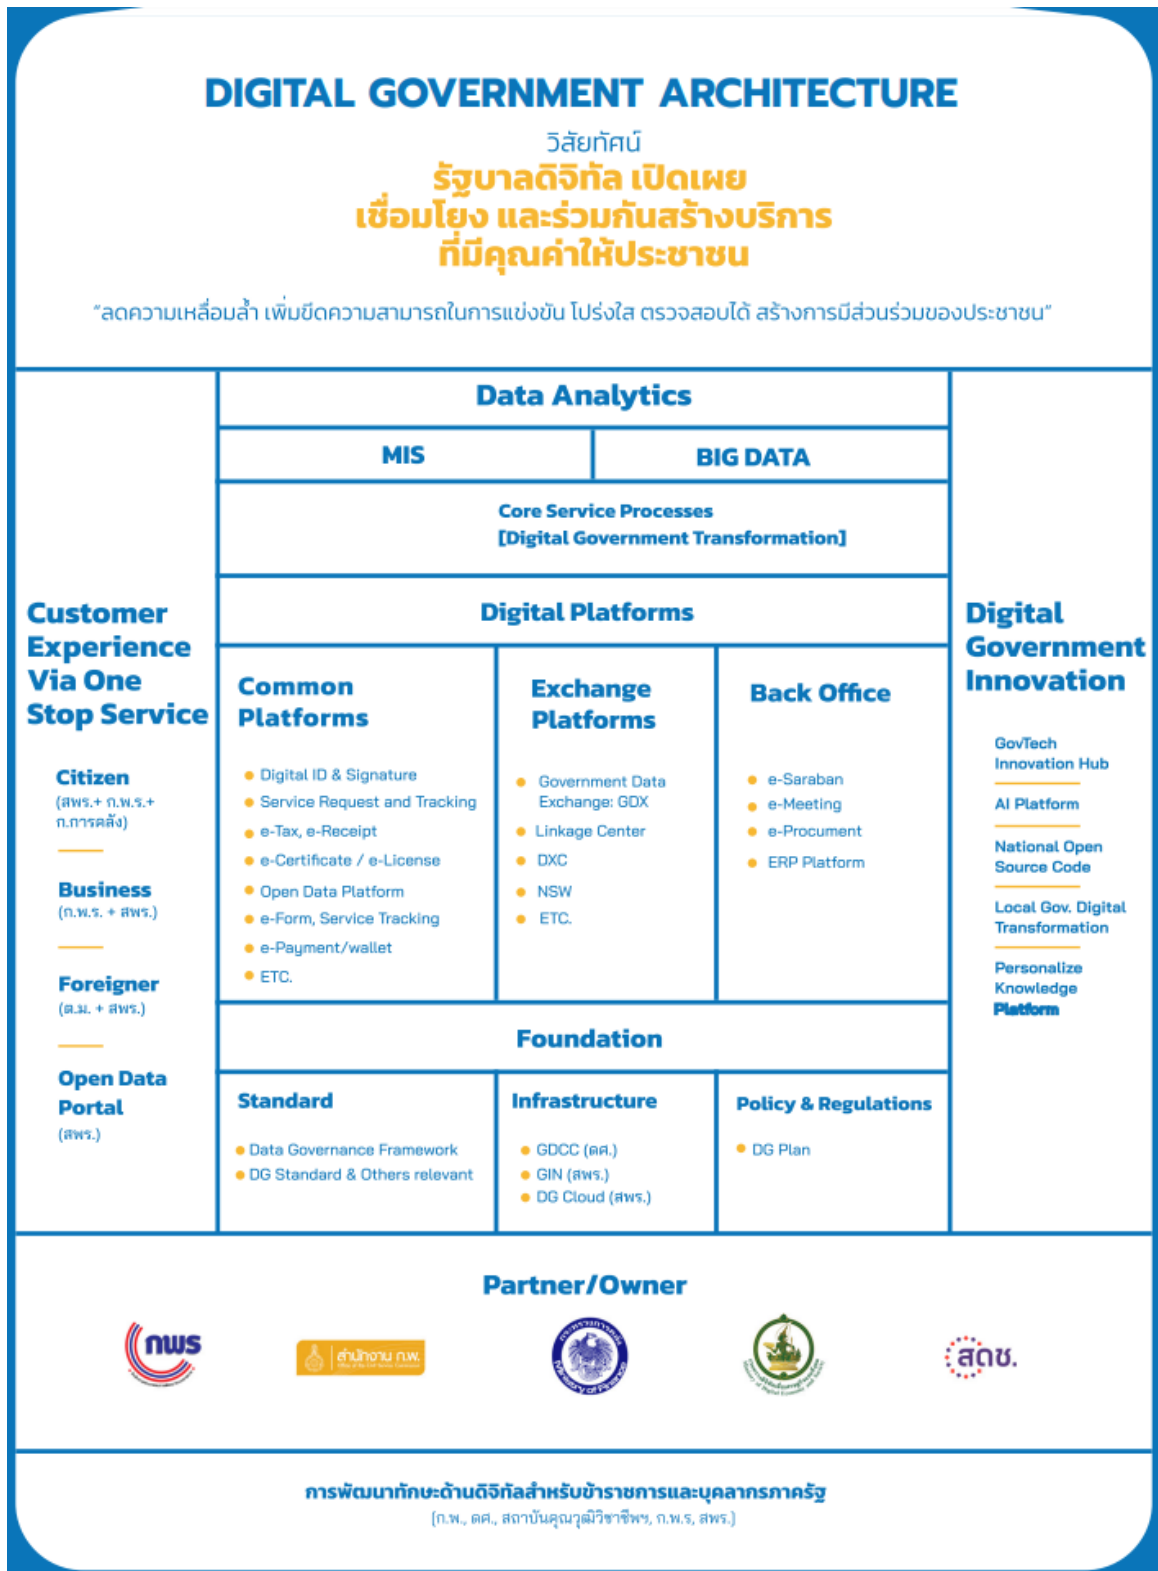 DIGITAL GOVERNMENT ARCHITECTURE
วิสัยทัศน์
รัฐบาลดิจิทัล เปิดเผย
เชื่อมโยง และร่วมกันสร้างบริการ
ที่มีคุณค่าให้ประชาชน
“ลดความเหลื่อมล้ำ เพิ่มขีดความสามารถในการแข่งขัน โปร่งใส ตรวจสอบได้ สร้างการมีส่วนร่วมของประชาชน”
Customer
Experience
Via One
Stop Service
Citizen
(สพร.+ ก.พ.ร.+
ก.การคลัง)
Business
(ก.พ.ร. + สพร.)
Foreigner
(ต.ม. + สพร.)
Open Data
Portal
(สพร.)
Data Analytics
MIS
BIG DATA
Core Service Processes
[Digital Government Transformation]
Digital Platforms
Common
Platforms
Digital ID & Signature
Service Request and Tracking
e-Tax, e-Receipt
e-Certificate / e-License
Open Data Platform
e-Form, Service Tracking
e-Payment/wallet
ETC.
Exchange
Platforms
Government Data
Exchange: GDX
Linkage Center
DXC
NSW
ETC.
Back Office
e-Saraban
e-Meeting
e-Procument
ERP Platform
Foundation
Standard
Data Governance Framework
DG Standard & Others relevant
Infrastructure
GDCC (ดศ.)
GIN (สพร.)
DG Cloud (สพร.)
Policy & Regulations
DG Plan
Digital
Government
Innovation
GovTech
Innovation Hub
AI Platform
National Open
Source Code
Local Gov. Digital
Transformation
Personalize
Knowledge
Platform
Partner/Owner
กพร
สำนักงาน ก.พ.
กระทรวงการคลัง
Ministry of Finance
สดช.
การพัฒนาทักษะด้านดิจิทัลสำหรับข้าราชการและบุคลากรภาครัฐ
(ก.พ., ดศ., สถาบันคุณวุฒิวิชาชีพฯ, ก.พ.ร, สพร.)